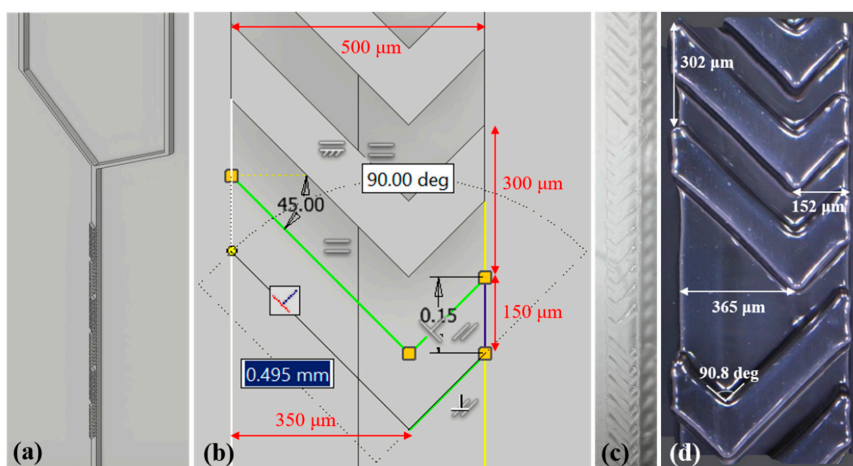 500 µm
302 µm
90.00 deg
45.00
300 µm
152 µm
0.15
150 µm
365 µm
0.495 mm
350 µm
90.8 deg
(a)
(b)
(c)
(d)